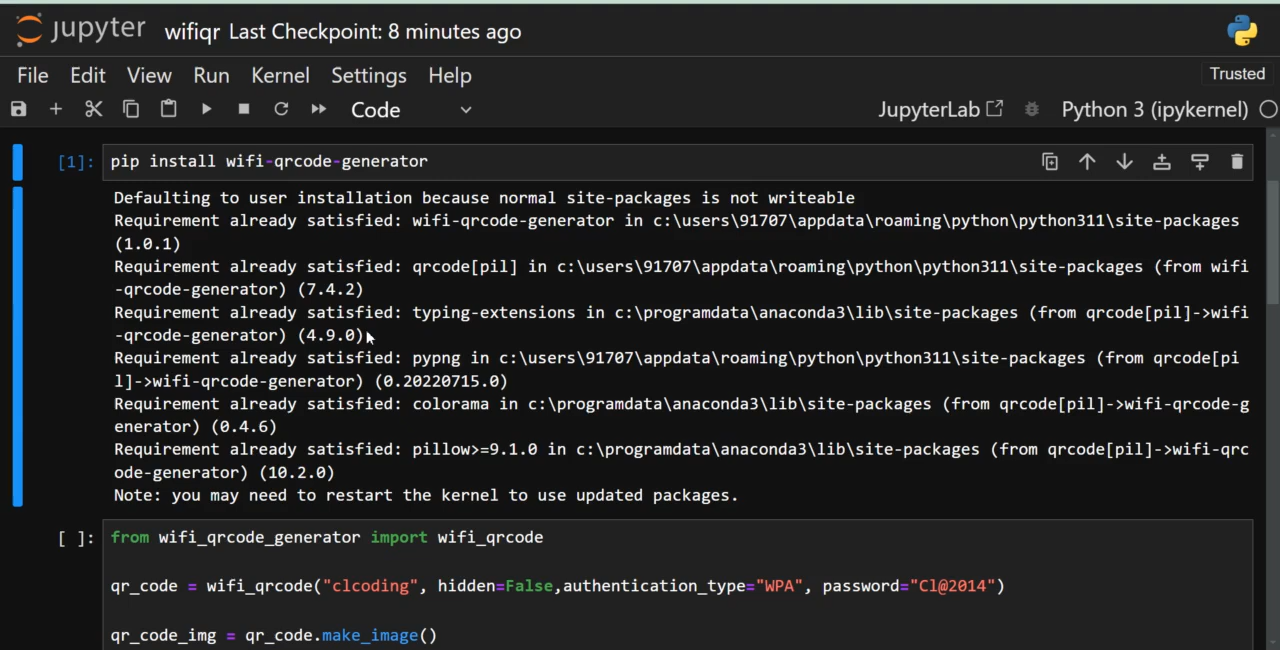 jupyter wifiqr Last Checkpoint: 8 minutes ago
File Edit View Run Kernel Settings Help Trusted
Code JupyterLab Python 3 (ipykernel)
[1]: pip install wifi-qrcode-generator
Defaulting to user installation because normal site-packages is not writeable
Requirement already satisfied: wifi-qrcode-generator in c:\users\91707\appdata\roaming\python\python311\site-packages
(1.0.1)
Requirement already satisfied: qrcode[pil] in c:\users\91707\appdata\roaming\python\python311\site-packages (from wifi
-qrcode-generator) (7.4.2)
Requirement already satisfied: typing-extensions in c:\programdata\anaconda3\lib\site-packages (from qrcode[pil]->wifi
-qrcode-generator) (4.9.0)
Requirement already satisfied: pypng in c:\users\91707\appdata\roaming\python\python311\site-packages (from qrcode[pi
l]->wifi-qrcode-generator) (0.20220715.0)
Requirement already satisfied: colorama in c:\programdata\anaconda3\lib\site-packages (from qrcode[pil]->wifi-qrcode-g
enerator) (0.4.6)
Requirement already satisfied: pillow>=9.1.0 in c:\programdata\anaconda3\lib\site-packages (from qrcode[pil]->wifi-qrc
ode-generator) (10.2.0)
Note: you may need to restart the kernel to use updated packages.
[ ]: from wifi_qrcode_generator import wifi_qrcode
qr_code = wifi_qrcode("clcoding", hidden=False,authentication_type="WPA", password="Cl@2014")
qr_code_img = qr_code.make_image()